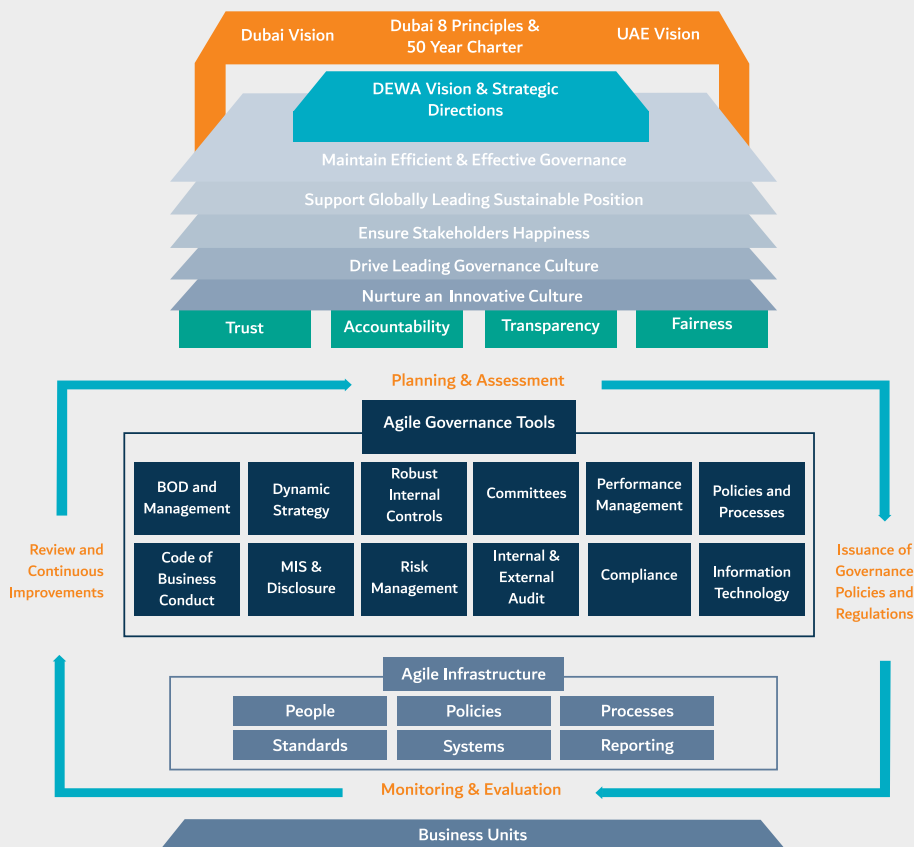 Dubai Vision
Dubai 8 Principles &
50 Year Charter
UAE Vision
DEWA Vision & Strategic
Directions
Maintain Efficient & Effective Governance
Support Globally Leading Sustainable Position
Ensure Stakeholders Happiness
Drive Leading Governance Culture
Nurture an Innovative Culture
Trust
Accountability
Transparency
Fairness
Planning & Assessment
Agile Governance Tools
BOD and
Management
Dynamic
Strategy
Robust
Internal
Controls
Committees
Performance
Management
Policies and
Processes
Code of
Business
Conduct
MIS &
Disclosure
Risk
Management
Internal &
External
Audit
Compliance
Information
Technology
Review and
Continuous
Improvements
Issuance of
Governance
Policies and
Regulations
Agile Infrastructure
People
Policies
Processes
Standards
Systems
Reporting
Monitoring & Evaluation
Business Units